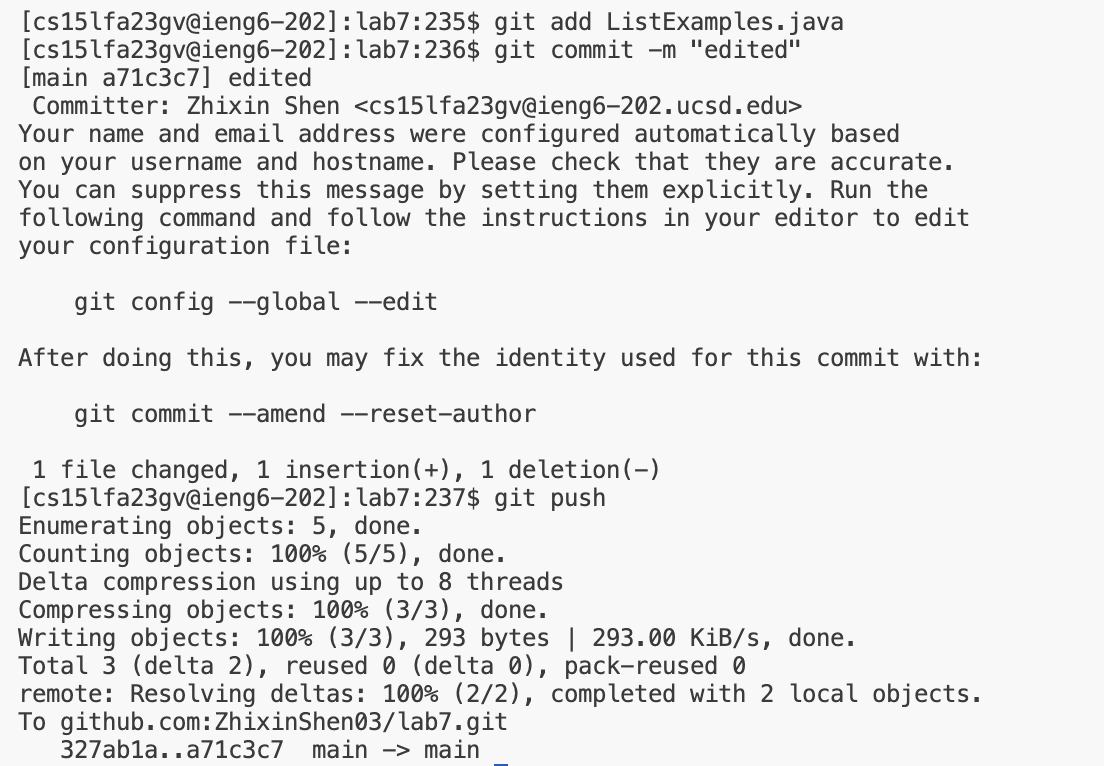 [cs15lfa23gv@ieng6-202]:lab7:235$ git add ListExamples.java
[cs15lfa23gv@ieng6-202]:lab7:236$ git commit -m "edited"
[main a71c3c7] edited
 Committer: Zhixin Shen <cs15lfa23gv@ieng6-202.ucsd.edu>
Your name and email address were configured automatically based
on your username and hostname. Please check that they are accurate.
You can suppress this message by setting them explicitly. Run the
following command and follow the instructions in your editor to edit
your configuration file:

    git config --global --edit

After doing this, you may fix the identity used for this commit with:

    git commit --amend --reset-author

 1 file changed, 1 insertion(+), 1 deletion(-)
[cs15lfa23gv@ieng6-202]:lab7:237$ git push
Enumerating objects: 5, done.
Counting objects: 100% (5/5), done.
Delta compression using up to 8 threads
Compressing objects: 100% (3/3), done.
Writing objects: 100% (3/3), 293 bytes | 293.00 KiB/s, done.
Total 3 (delta 2), reused 0 (delta 0), pack-reused 0
remote: Resolving deltas: 100% (2/2), completed with 2 local objects.
To github.com:ZhixinShen03/lab7.git
   327ab1a..a71c3c7  main -> main